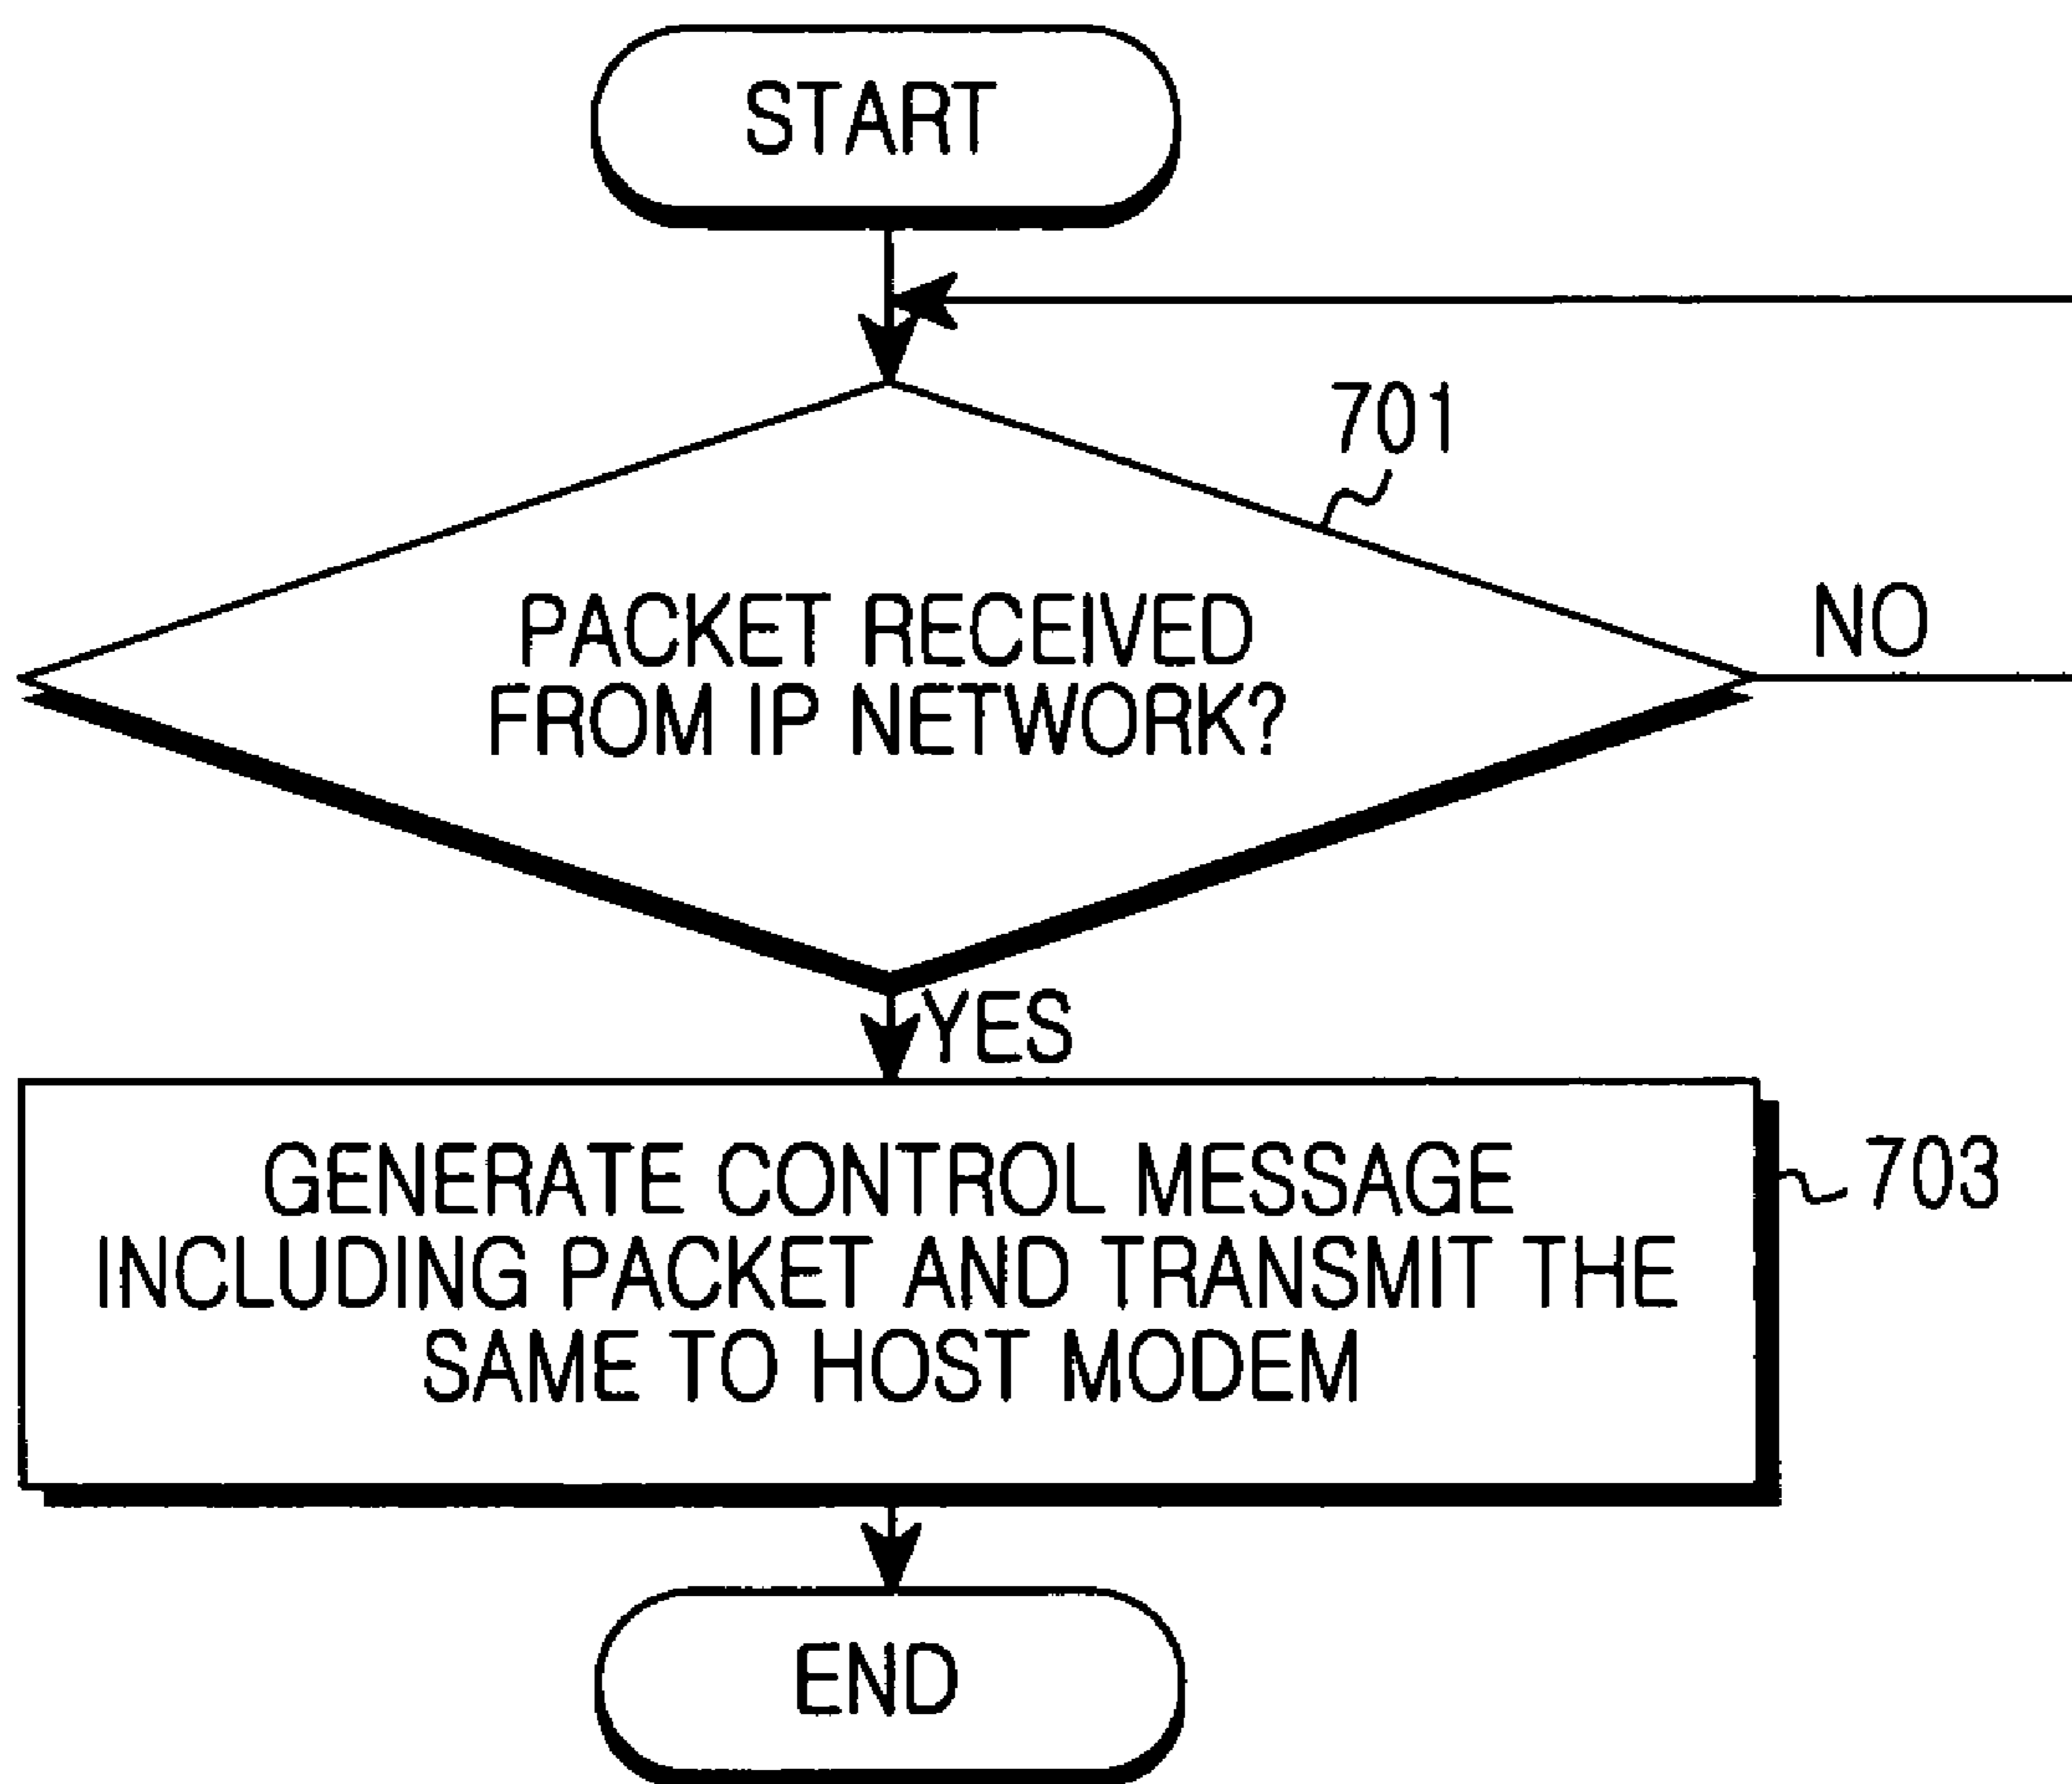 START
701
PACKET RECEIVED
FROM IP NETWORK?
NO
YES
GENERATE CONTROL MESSAGE
INCLUDING PACKET AND TRANSMIT THE
SAME TO HOST MODEM
703
END